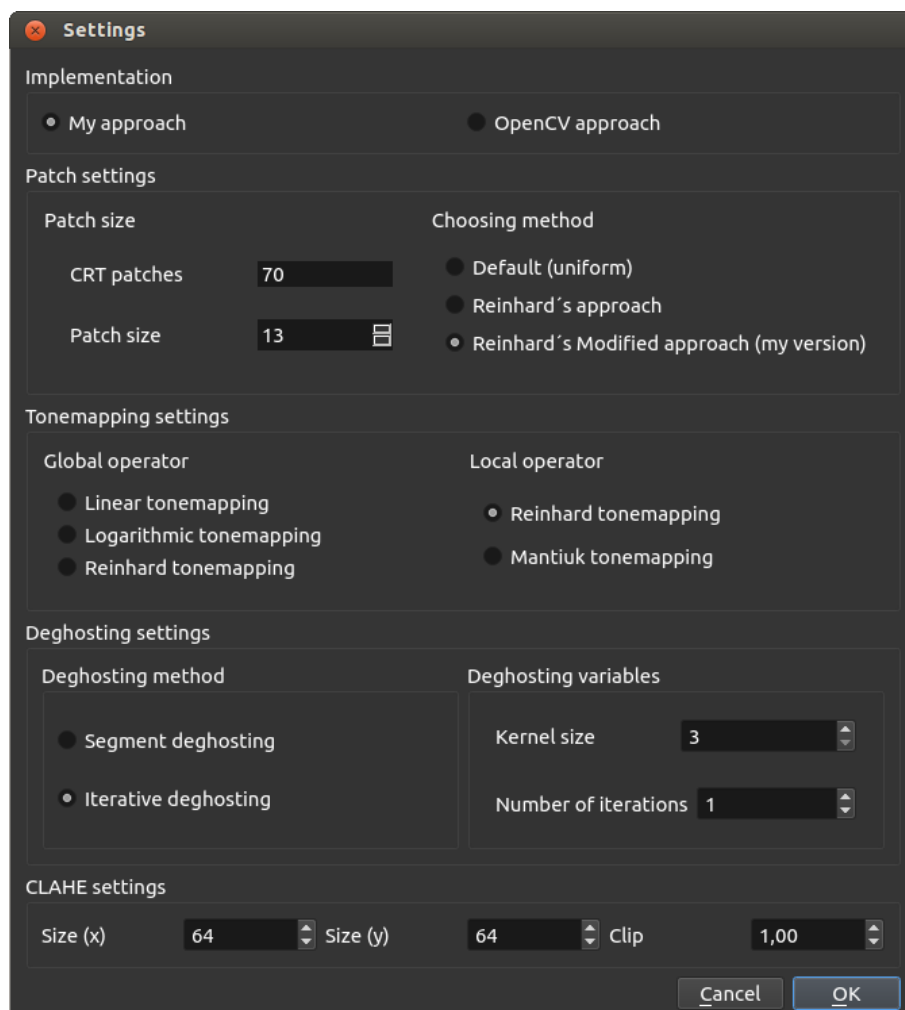 Settings
Implementation
My approach
OpenCV approach
Patch settings
Patch size
Choosing method
CRT patches
70
Default (uniform)
Reinhard´s approach
Patch size
13
Reinhard´s Modified approach (my version)
Tonemapping settings
Global operator
Local operator
Linear tonemapping
Logarithmic tonemapping
Reinhard tonemapping
Reinhard tonemapping
Mantiuk tonemapping
Deghosting settings
Deghosting method
Deghosting variables
Segment deghosting
Iterative deghosting
Kernel size
3
Number of iterations
1
CLAHE settings
Size (x)
64
Size (y)
64
Clip
1,00
Cancel
OK